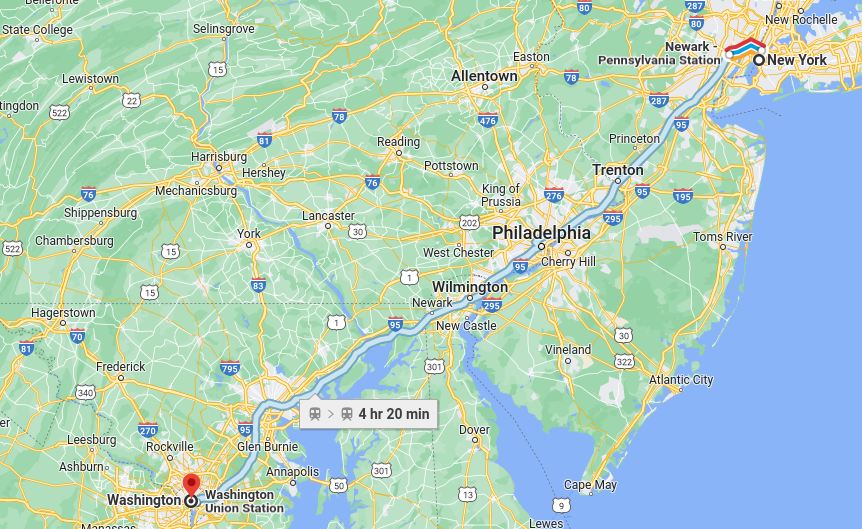 Bellefonte
80
287
80
New Rochelle
State College
Selinsgrove
Newark -
Pennsylvania Station
New York
Easton
15
Allentown
78
Lewistown
22
287
522
78
476
95
81
Princeton
Reading
Harrisburg
Pottstown
Hershey
Trenton
76
Mechanicsburg
King of
Prussia
276
95
195
76
Shippensburg
Lancaster
202
295
30
Philadelphia
522
Chambersburg
York
Toms River
15
West Chester
95
Cherry Hill
1
83
15
Wilmington
Newark
295
Hagerstown
1
95
New Castle
70
30
81
Vineland
322
Frederick
795
301
Atlantic City
340
4 hr 20 min
270
95
Leesburg
Rockville
Glen Burnie
Dover
Ashburn
Annapolis
301
Cape May
50
Washington
Washington
Union Station
13
9
Manassas
Lewes